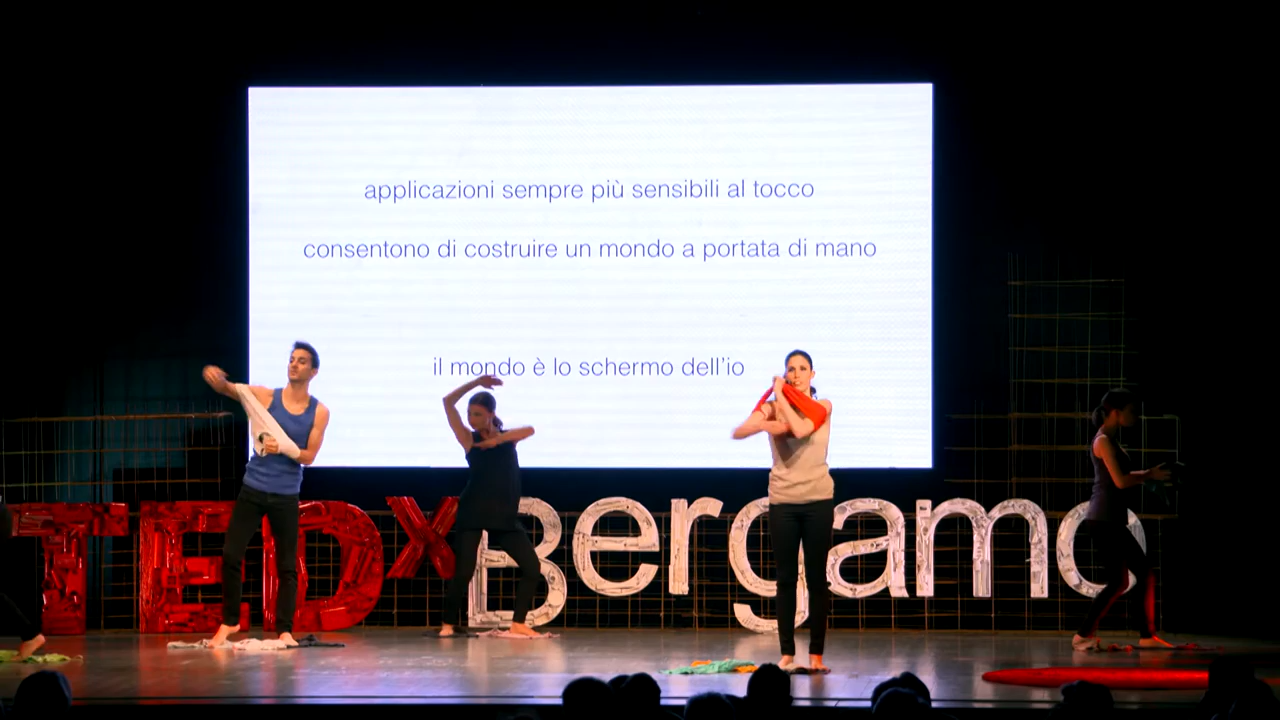 applicazioni sempre più sensibili al tocco
consentono di costruire un mondo a portata di mano
il mondo è lo schermo dell'io
TEDxBergamo